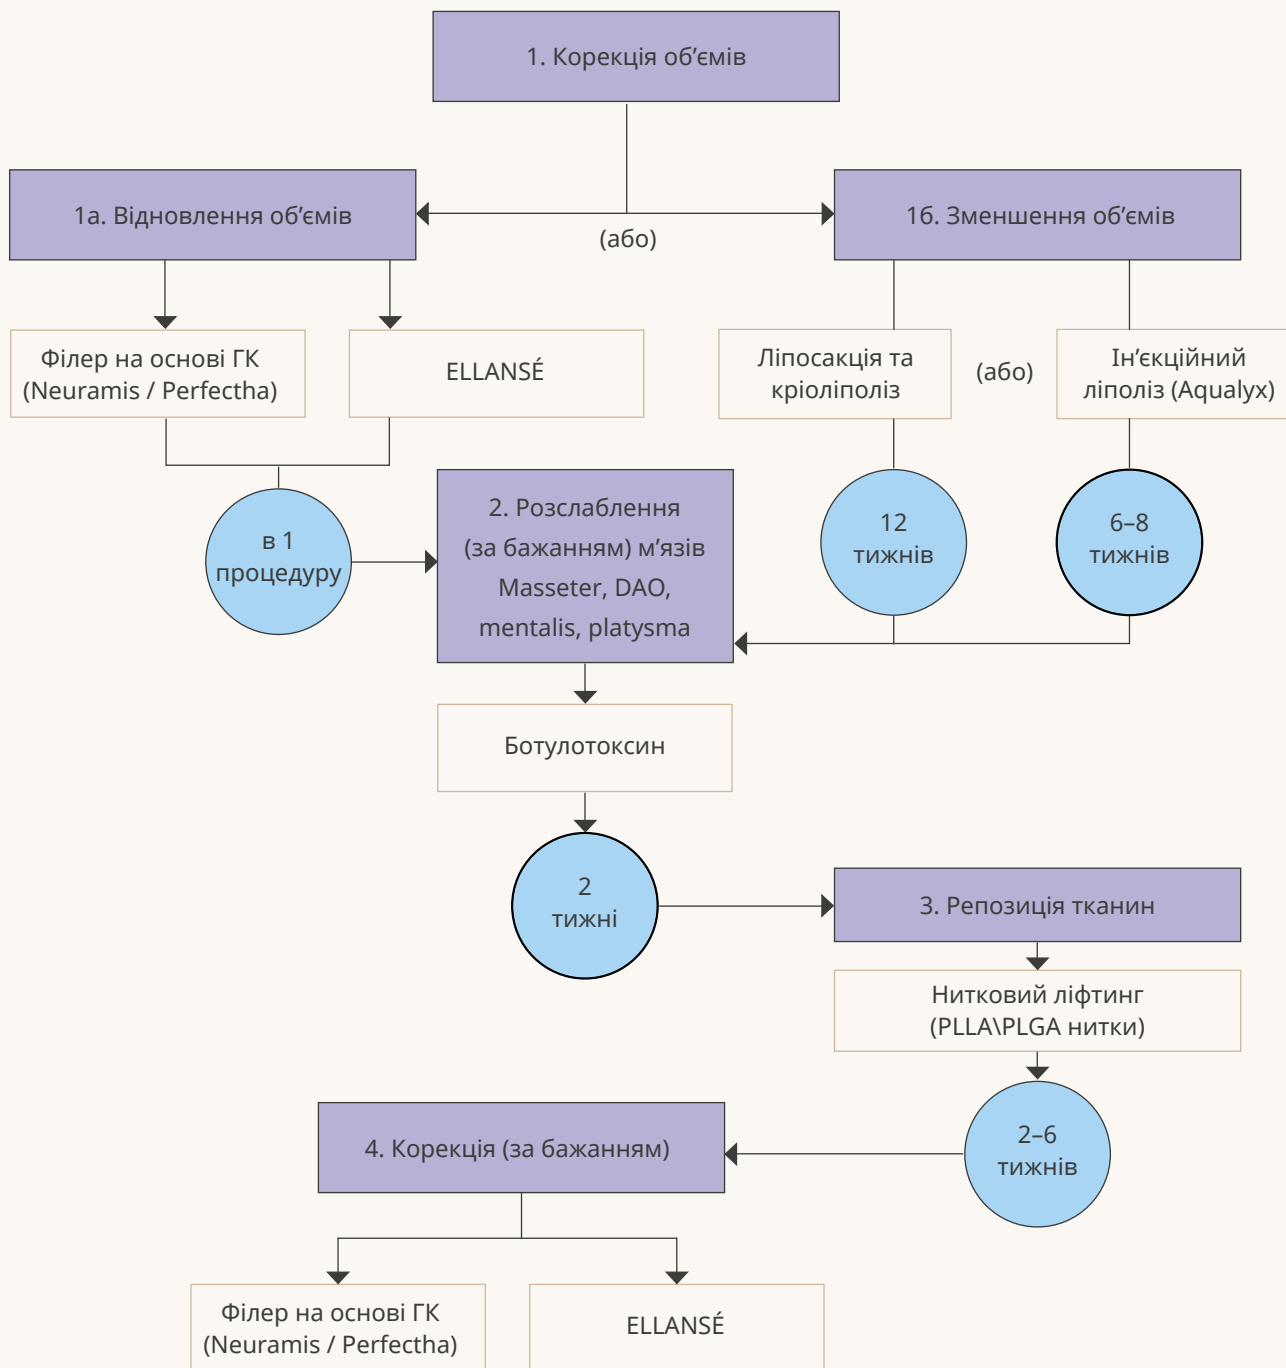 1. Корекція об’ємів
1а. Відновлення об’ємів
(або)
1б. Зменшення об’ємів
Філер на основі ГК
(Neuramis / Perfectha)
ELLANSÉ
Ліпосакція та
кріоліполіз
(або)
Ін’єкційний
ліполіз (Aqualyx)
в 1
процедуру
2. Розслаблення
(за бажанням) м’язів
Masseter, DAO,
mentalis, platysma
12
тижнів
6–8
тижнів
Ботулотоксин
2
тижні
3. Репозиція тканин
Нитковий ліфтинг
(PLLA\PLGA нитки)
2–6
тижнів
4. Корекція (за бажанням)
Філер на основі ГК
(Neuramis / Perfectha)
ELLANSÉ